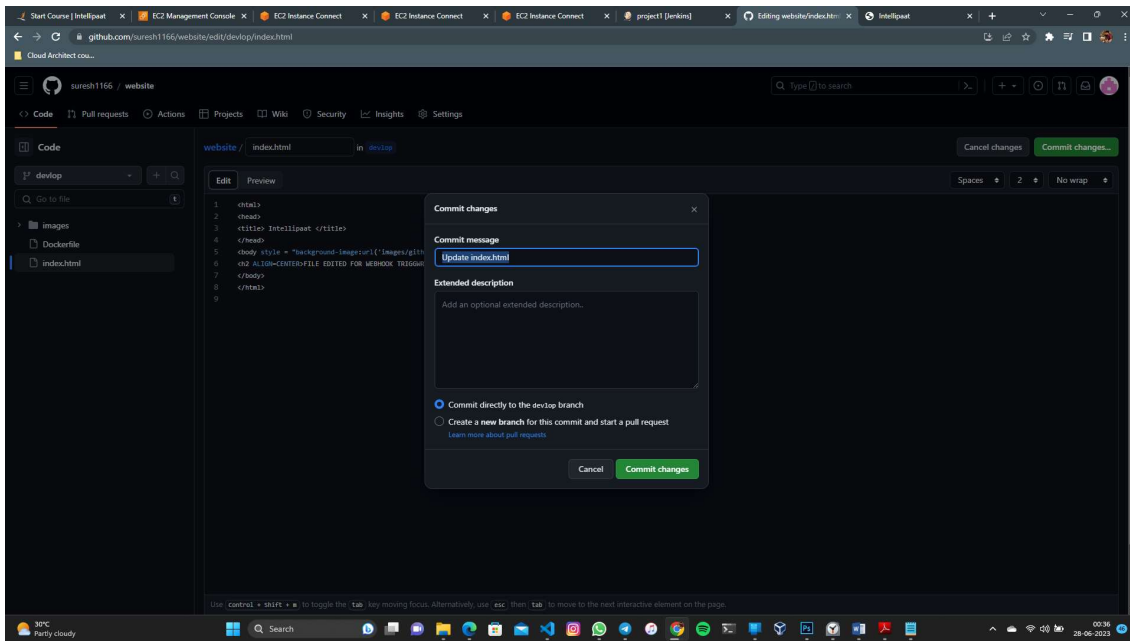 Start Course | Intellipaat
EC2 Management Console
EC2 Instance Connect
EC2 Instance Connect
EC2 Instance Connect
project1 [Jenkins]
Editing website/index.htm
Intellipaat
github.com/suresh1166/website/edit/devlop/index.html
Cloud Architect cou...
suresh1166 / website
Type / to search
Code Pull requests Actions Projects Wiki Security Insights Settings
Code
website / index.html in devlop
Cancel changes Commit changes...
devlop
Go to file t
images
Dockerfile
index.html
Edit Preview
Spaces 2 No wrap
1 <html>
2 <head>
3 <title> Intellipaat </title>
4 </head>
5 <body style = "background-image:url('images/gith
6 <h2 ALIGN=CENTER>FILE EDITED FOR WEBHOOK
7 </body>
8 </html>
9
Commit changes
Commit message
Update index.html
Extended description
Add an optional extended description..
Commit directly to the devlop branch
Create a new branch for this commit and start a pull request
Learn more about pull requests
Cancel Commit changes
Use control + shift + m to toggle the tab key moving focus. Alternatively, use esc then tab to move to the next interactive element on the page.
30°C
Partly cloudy
Search
00:36
28-06-2023